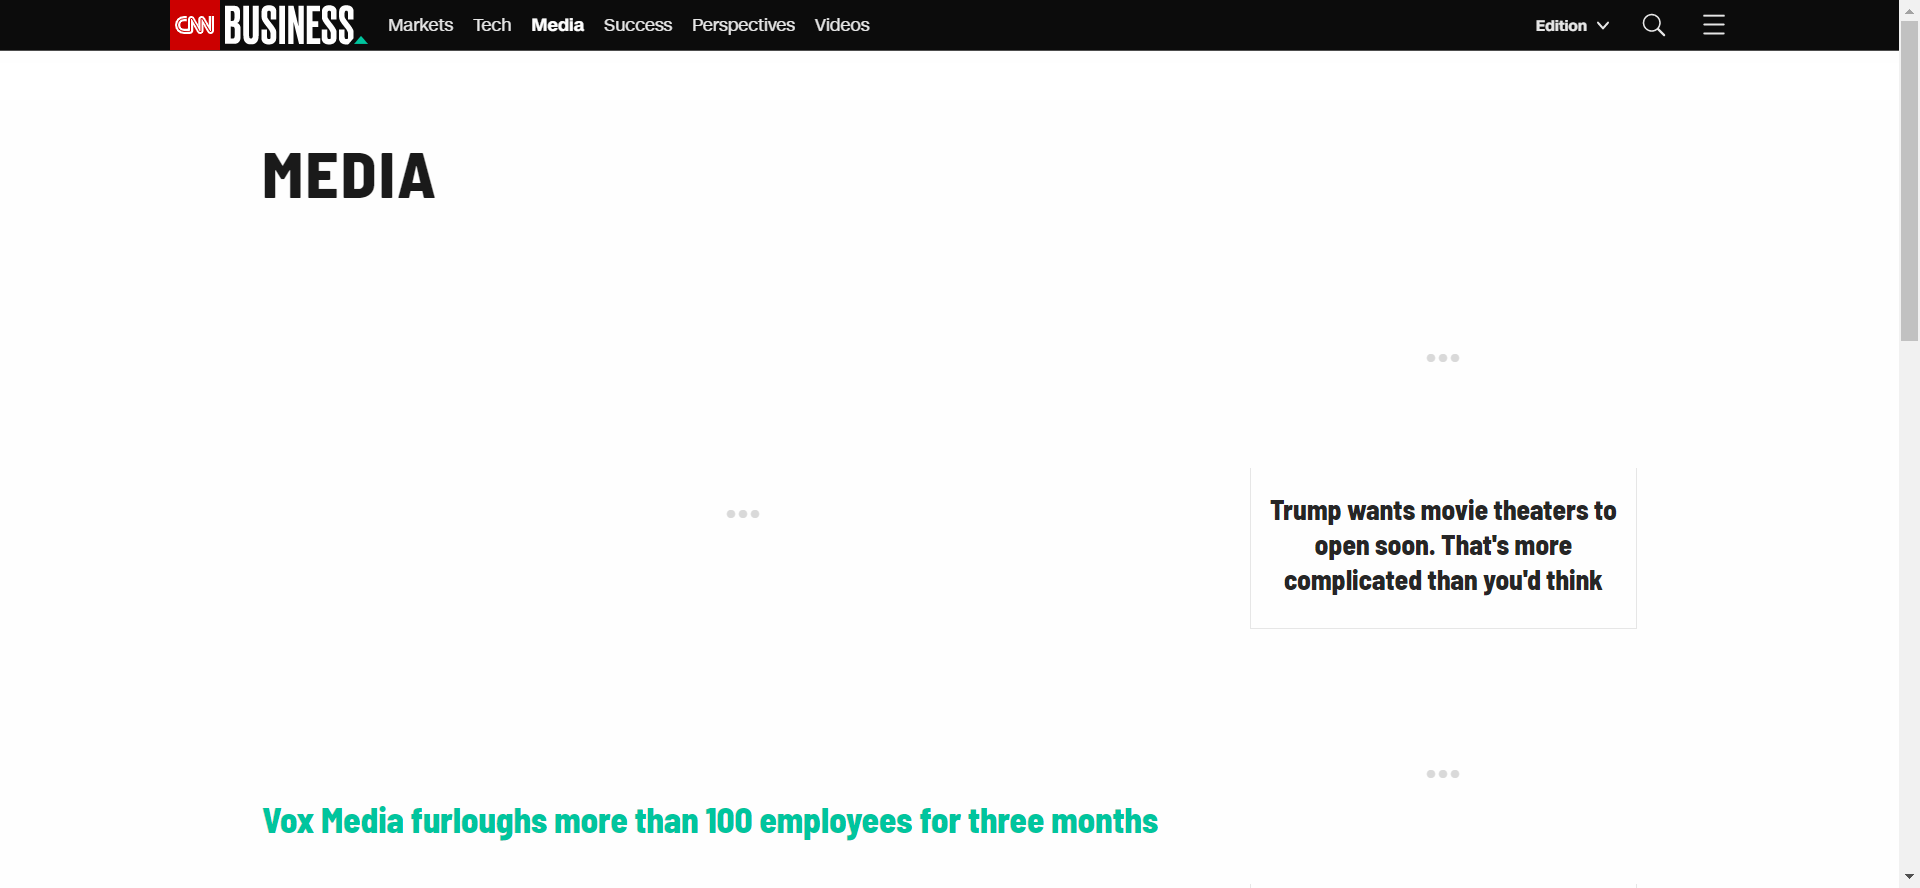 CNN BUSINESS Markets Tech Media Success Perspectives Videos Edition
MEDIA
Trump wants movie theaters to
open soon. That's more
complicated than you'd think
Vox Media furloughs more than 100 employees for three months